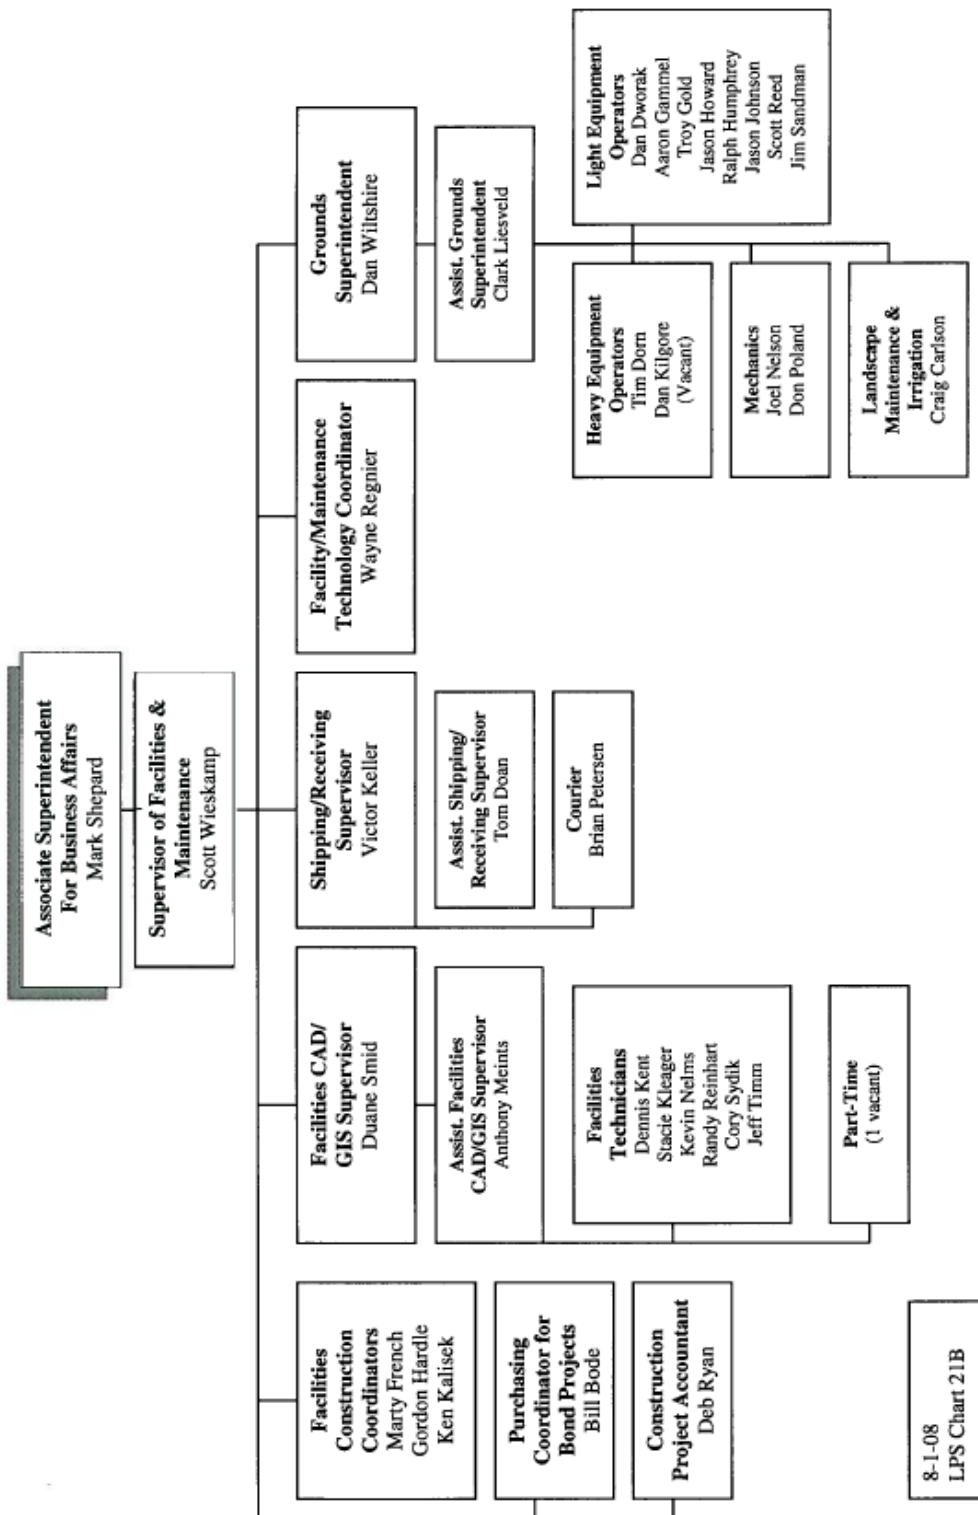 Associate Superintendent
For Business Affairs
Mark Shepard
Supervisor of Facilities &
Maintenance
Scott Wieskamp
Facilities
Construction
Coordinators
Marty French
Gordon Hardle
Ken Kalisek
Purchasing
Coordinator for
Bond Projects
Bill Bode
Construction
Project Accountant
Deb Ryan
Facilities CAD/
GIS Supervisor
Duane Smid
Assist. Facilities
CAD/GIS Supervisor
Anthony Meints
Facilities
Technicians
Dennis Kent
Stacie Kleager
Kevin Nelms
Randy Reinhart
Cory Sydik
Jeff Timm
Part-Time
(1 vacant)
Shipping/Receiving
Supervisor
Victor Keller
Assist. Shipping/
Receiving Supervisor
Tom Doan
Courier
Brian Petersen
Facility/Maintenance
Technology Coordinator
Wayne Regnier
Grounds
Superintendent
Dan Wiltshire
Assist. Grounds
Superintendent
Clark Liesveld
Heavy Equipment
Operators
Tim Dorn
Dan Kilgore
(Vacant)
Light Equipment
Operators
Dan Dworak
Aaron Gammel
Troy Gold
Jason Howard
Ralph Humphrey
Jason Johnson
Scott Reed
Jim Sandman
Mechanics
Joel Nelson
Don Poland
Landscape
Maintenance &
Irrigation
Craig Carlson
8-1-08
LPS Chart 21B